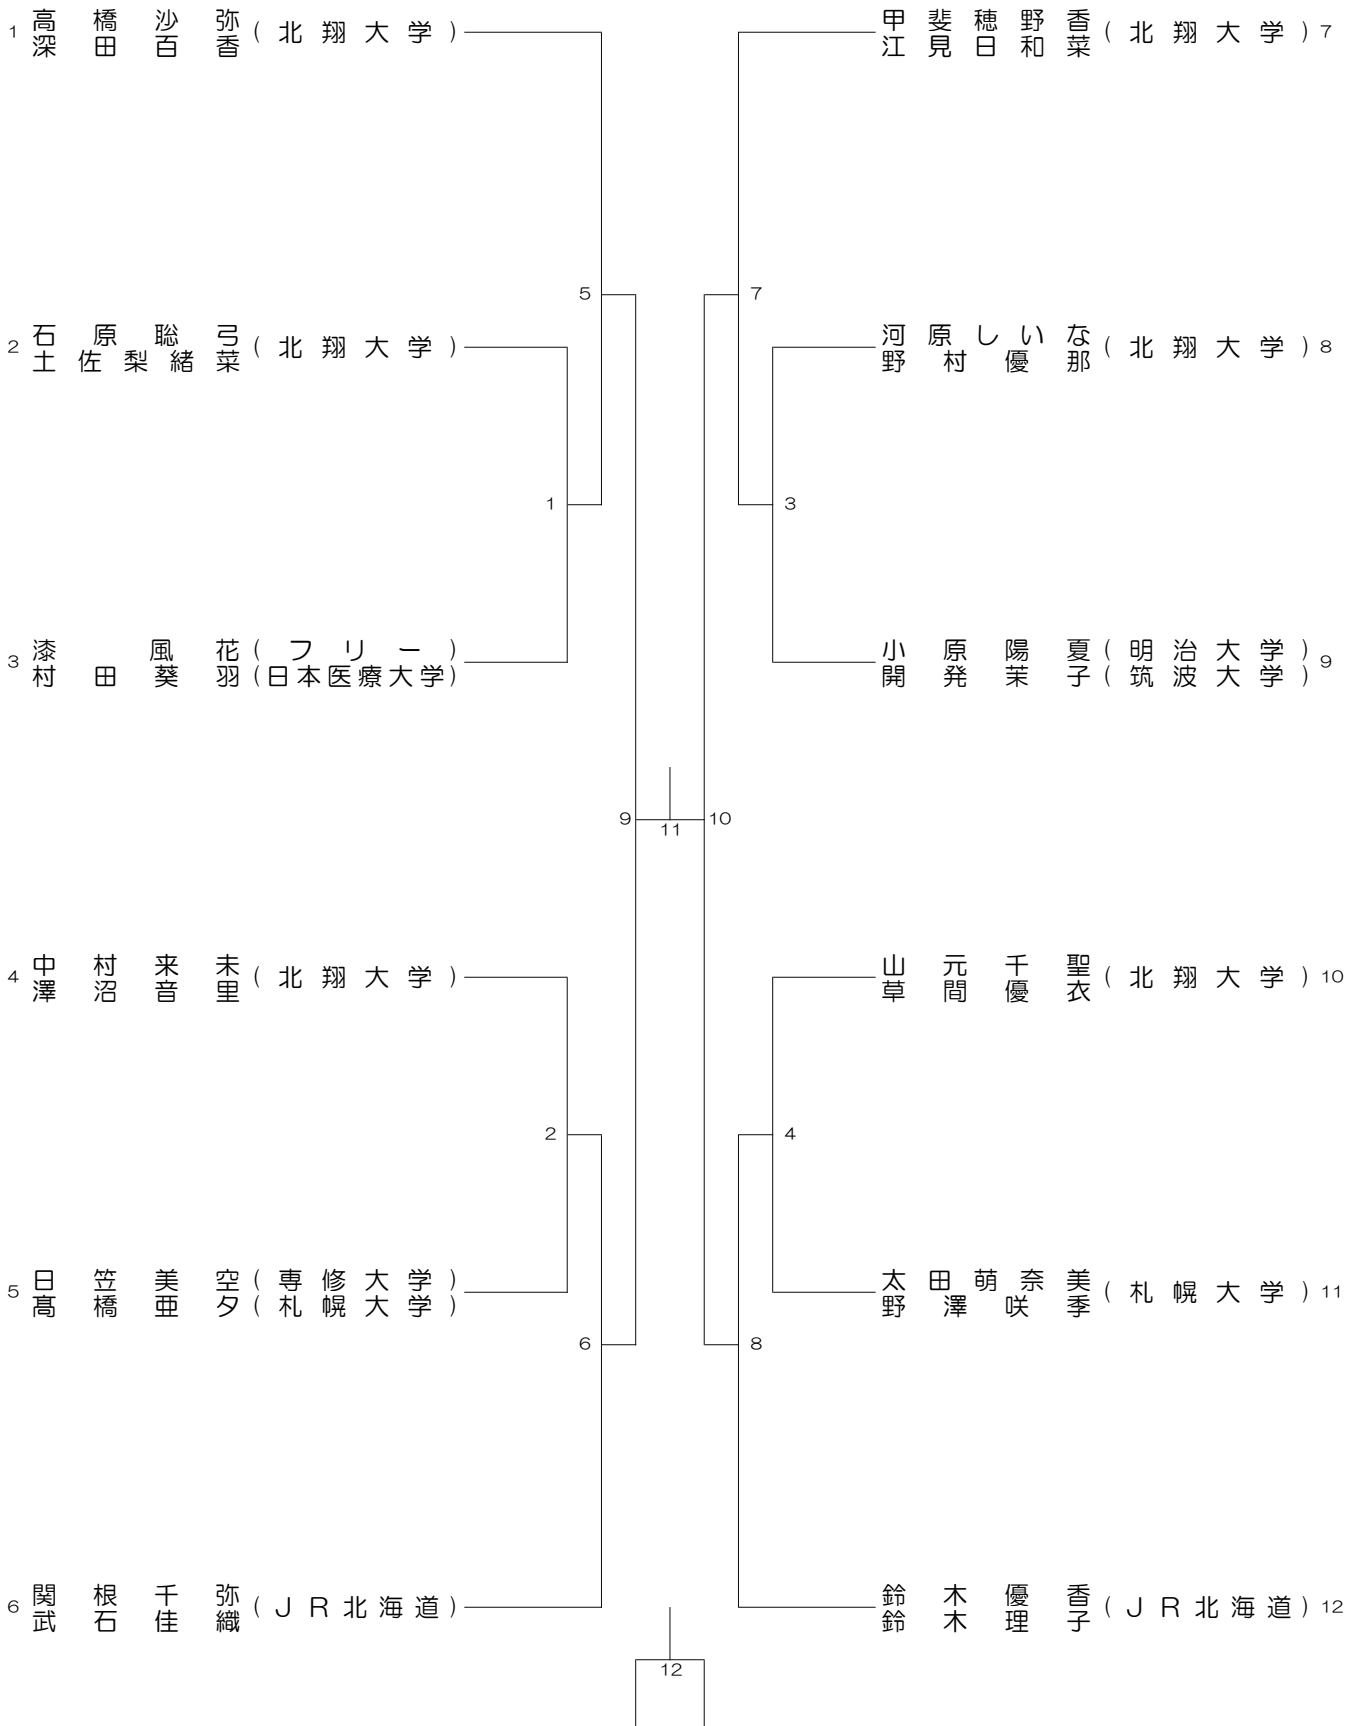 1 高橋沙弥 (北翔大学)
深田百香
2 石原聡弓 (北翔大学)
土佐梨緒菜
3 漆風花 (フリー)
村田葵羽 (日本医療大学)
4 中村来未 (北翔大学)
澤沼音里
5 日笠美空 (専修大学)
髙橋亜夕 (札幌大学)
6 関根千弥 (JR北海道)
武石佳織
5
1
2
6
9
11
10
7
3
4
8
12
甲斐穂野香 (北翔大学) 7
江見日和菜
河原しいな (北翔大学) 8
野村優那
小原陽夏 (明治大学) 9
開発茉子 (筑波大学)
山元千聖 (北翔大学) 10
草間優衣
太田萌奈美 (札幌大学) 11
野澤咲季
鈴木優香 (JR北海道) 12
鈴木理子